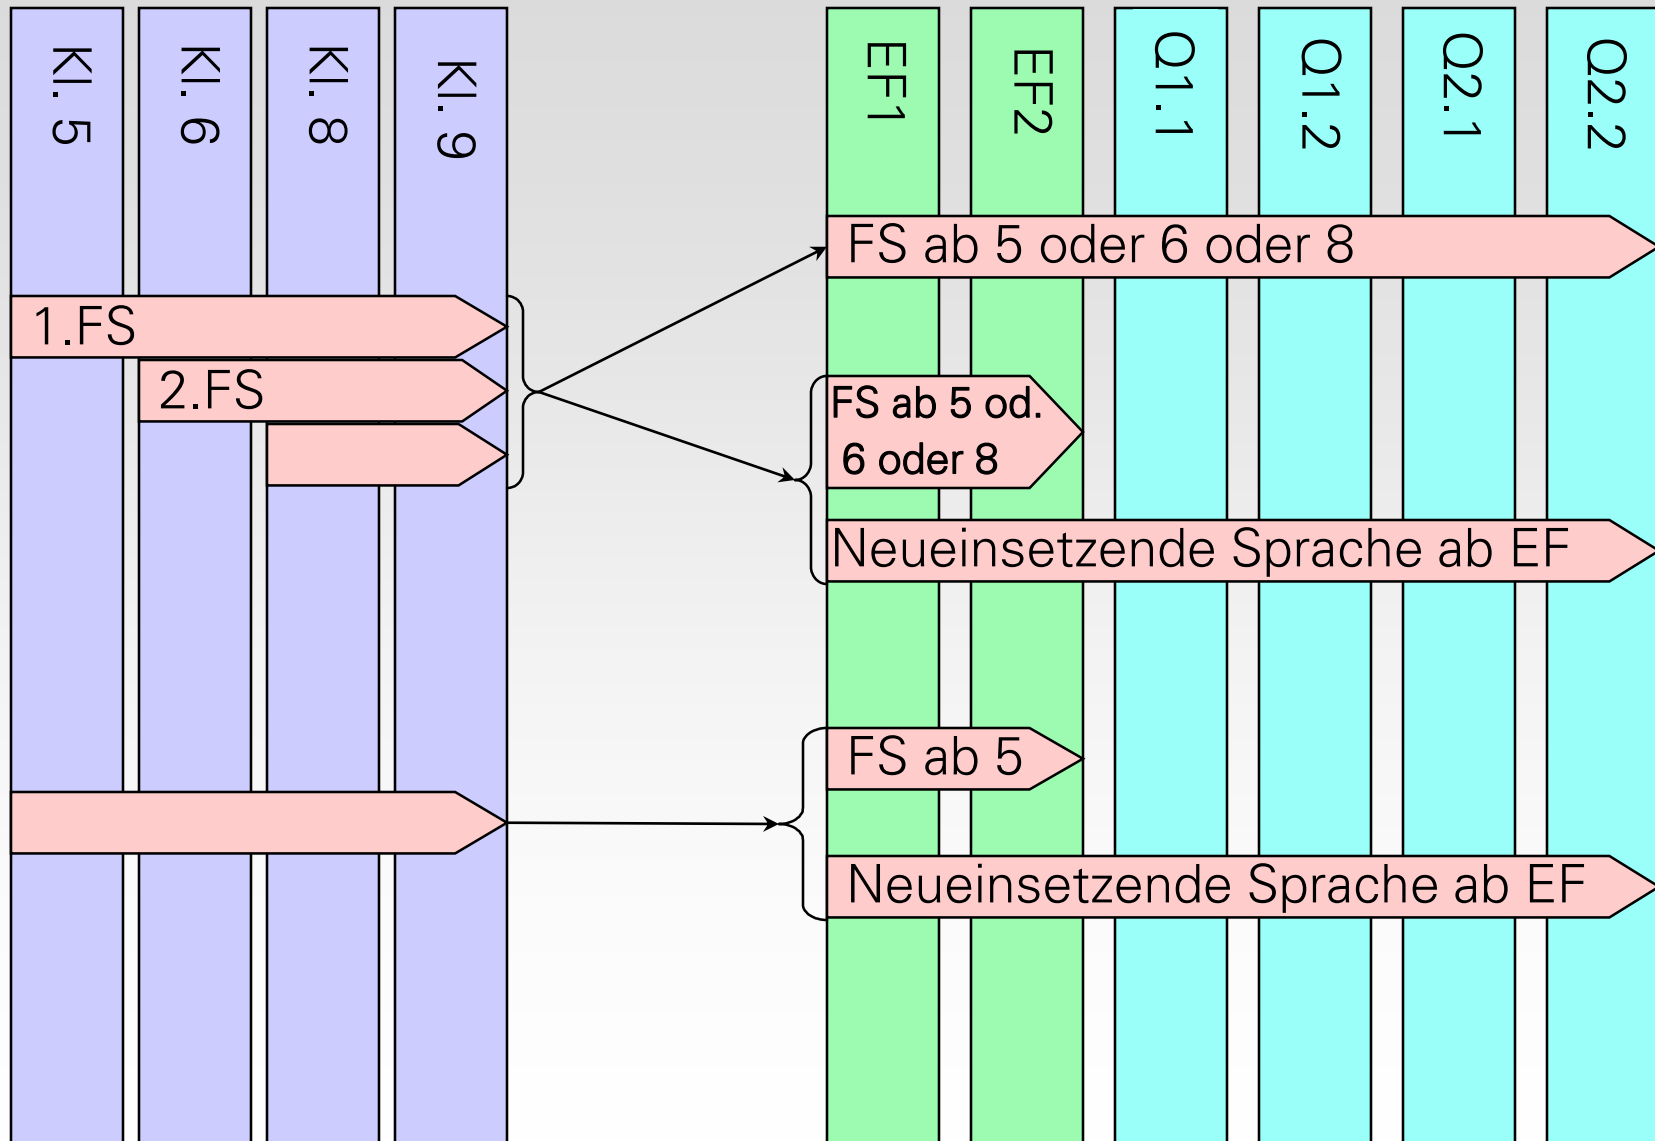 Kl. 5
Kl. 6
Kl. 8
Kl. 9
EF1
EF2
Q1.1
Q1.2
Q2.1
Q2.2
FS ab 5 oder 6 oder 8
1.FS
2.FS
FS ab 5 od.
6 oder 8
Neueinsetzende Sprache ab EF
FS ab 5
Neueinsetzende Sprache ab EF